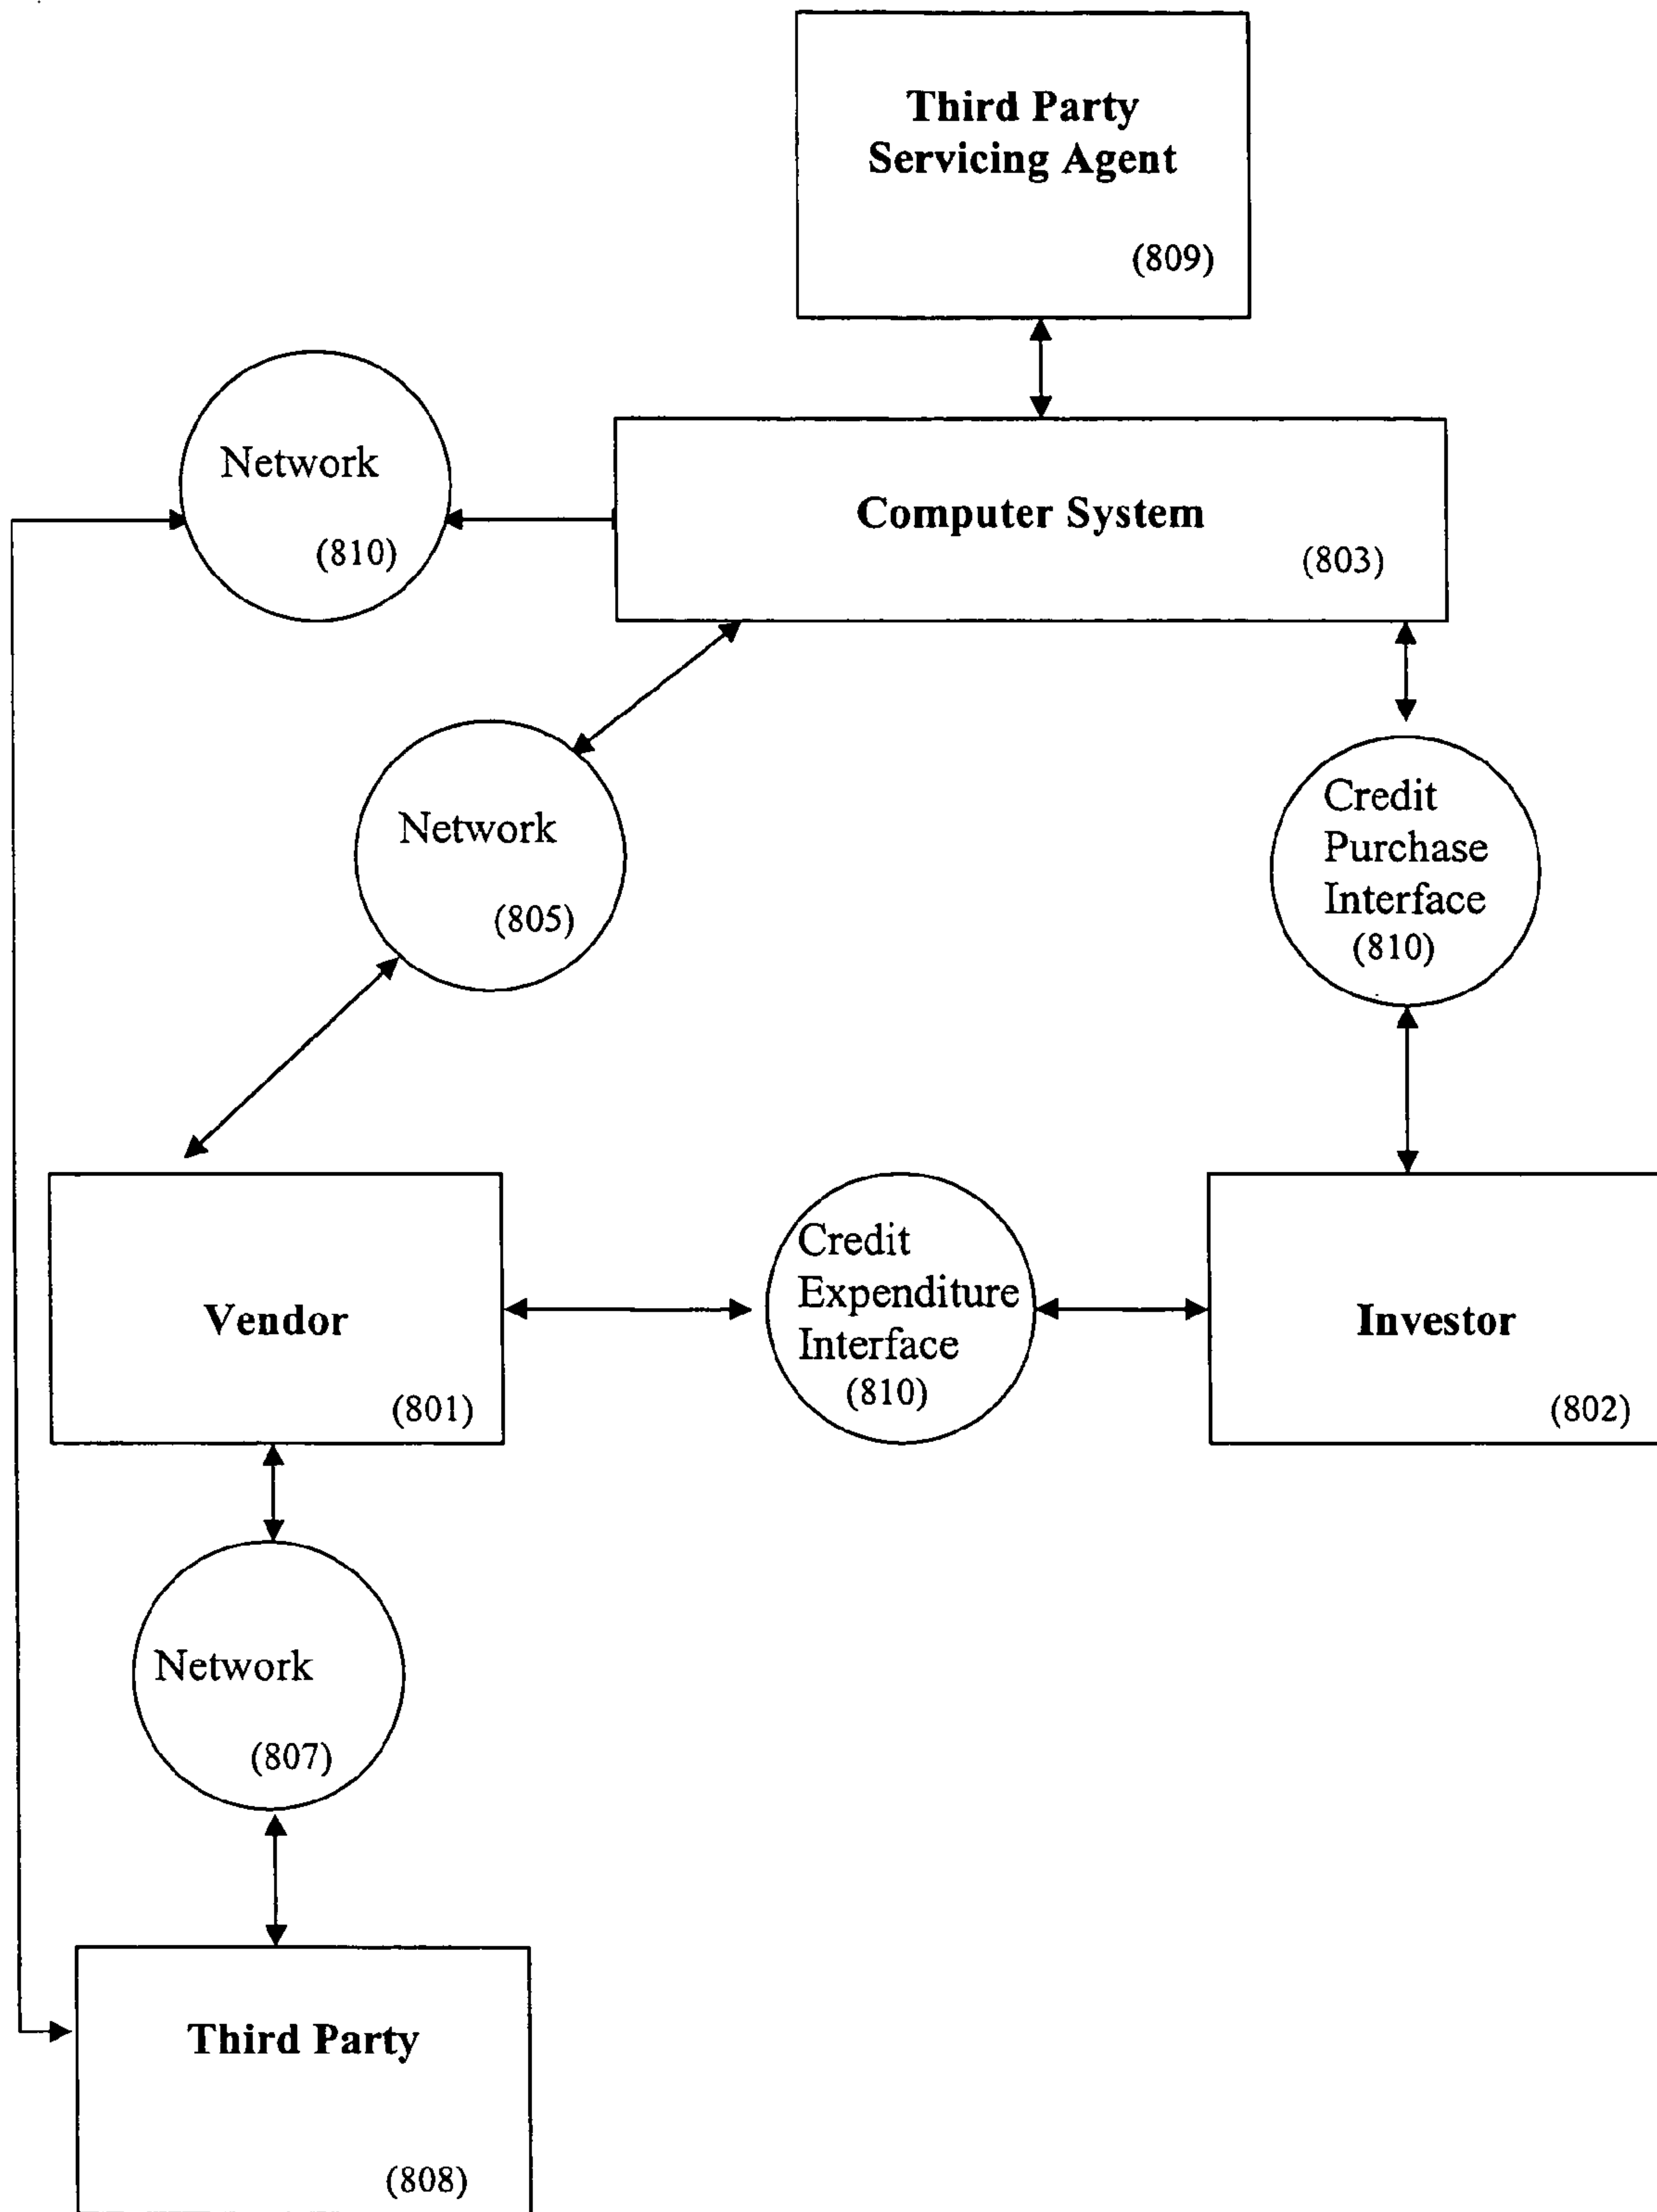 Third Party
Servicing Agent
(809)
Network
(810)
Computer System
(803)
Network
(805)
Credit
Purchase
Interface
(810)
Vendor
(801)
Credit
Expenditure
Interface
(810)
Investor
(802)
Network
(807)
Third Party
(808)